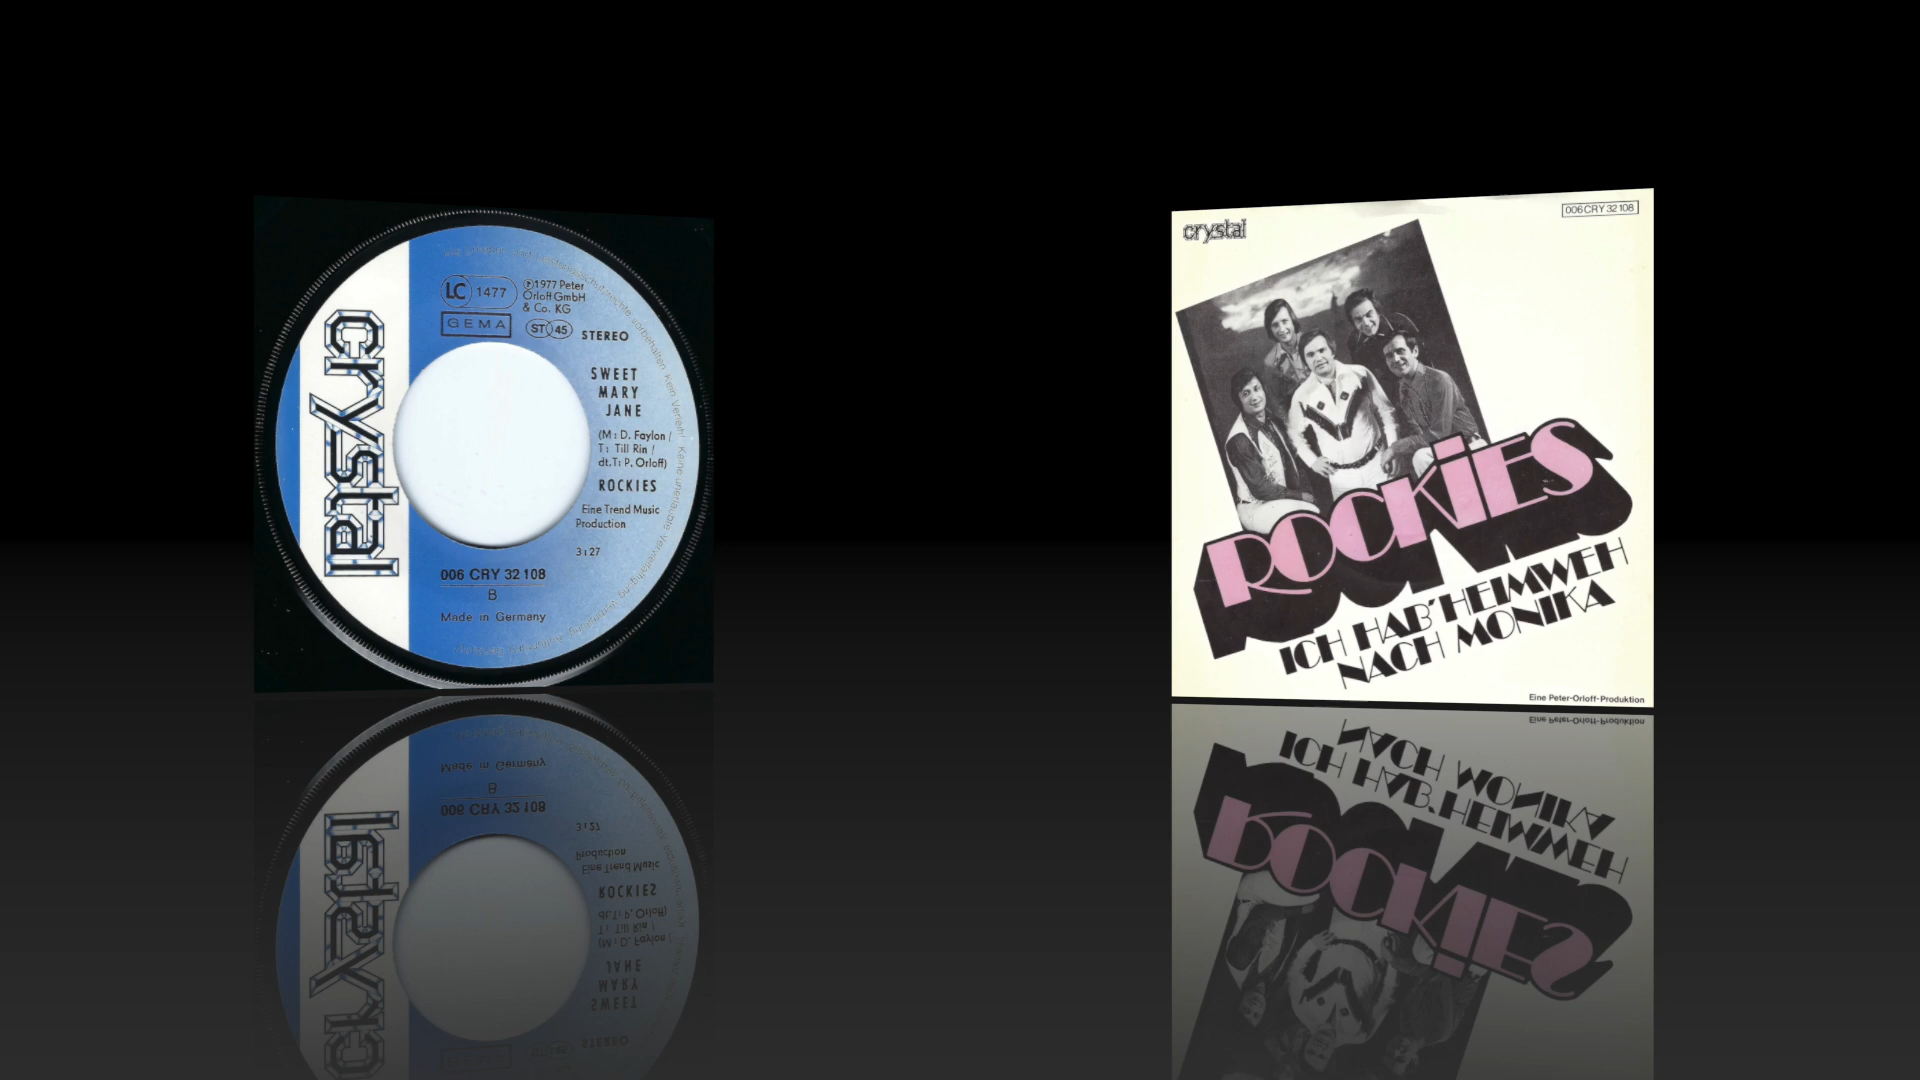 crystal
LC 1477
Ⓟ1977 Peter
Orloff GmbH
& Co. KG
GEMA
ST 45
STEREO
SWEET
MARY
JANE
(M: D. Faylon /
T: Till Rin /
dt.T: P. Orloff)
ROCKIES
Eine Trend Music
Production
3:27
006 CRY 32 108
B
Made in Germany
crystal
006 CRY 32 108
ROCKIES
ICH HAB' HEIMWEH
NACH MONIKA
Eine Peter-Orloff-Produktion